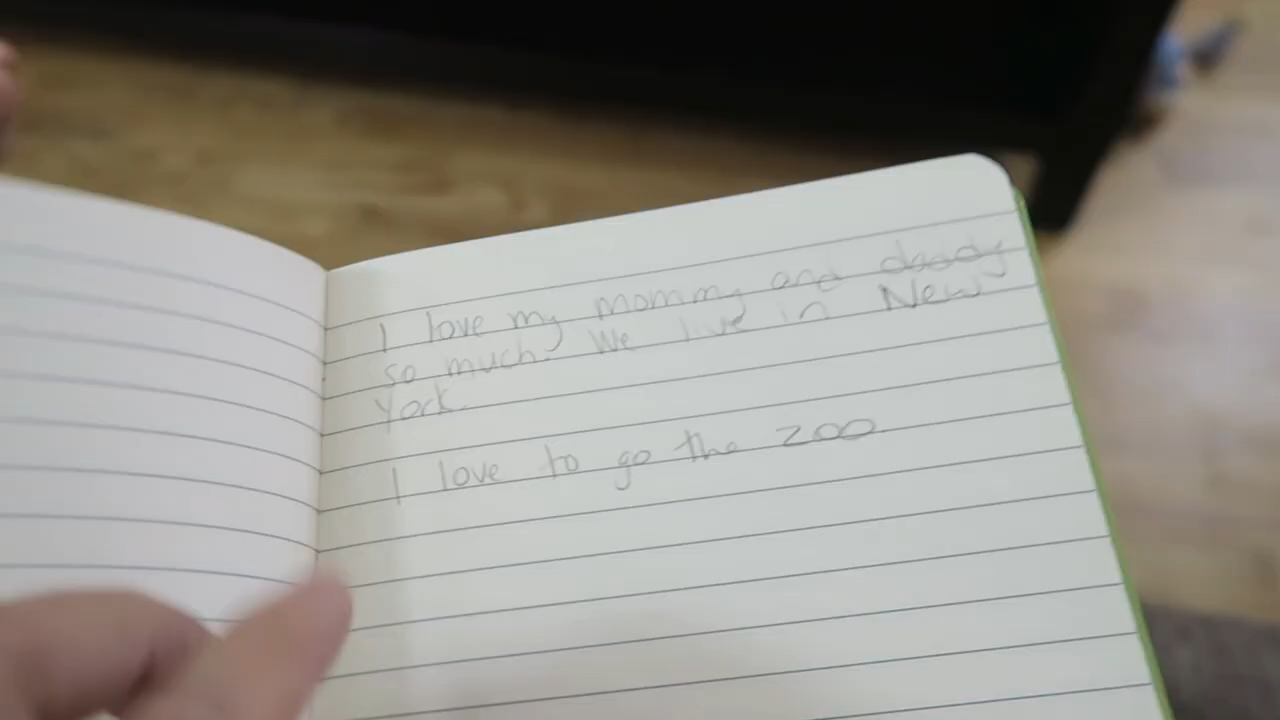 I love my mommy and daddy
so much. We live in New
York.
I love to go the zoo